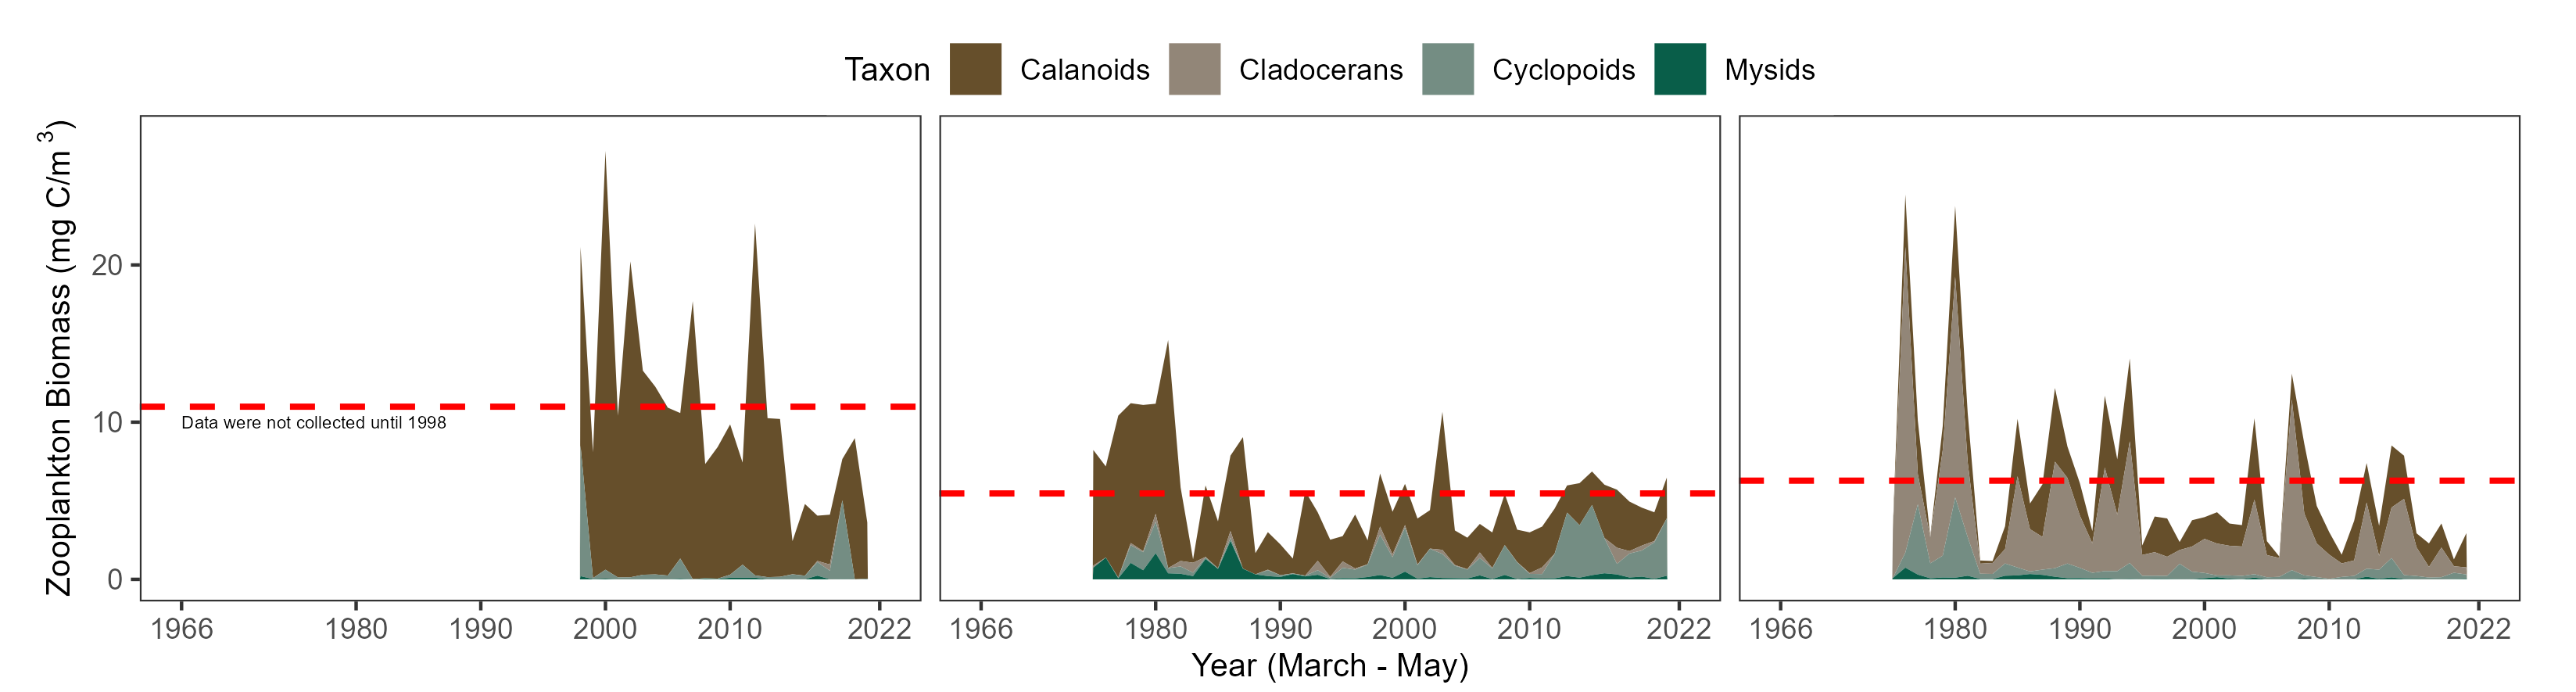 Taxon Calanoids Cladocerans Cyclopoids Mysids
Zooplankton Biomass (mg C/m³)
20
10
0
Data were not collected until 1998
1966 1980 1990 2000 2010 2022
1966 1980 1990 2000 2010 2022
1966 1980 1990 2000 2010 2022
Year (March - May)